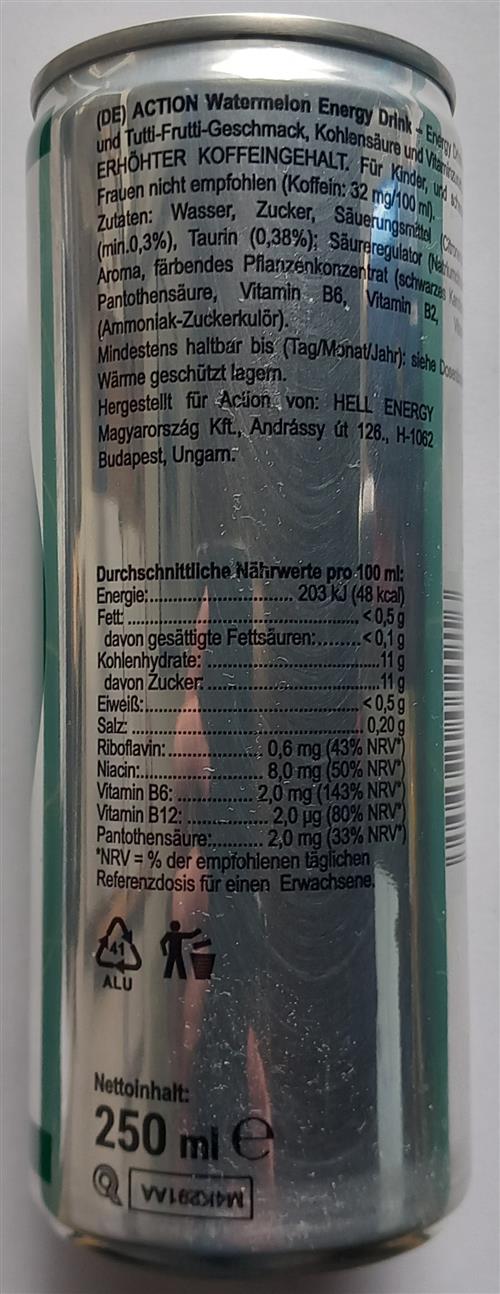 (DE) ACTION Watermelon Energy Drink – Energy
und Tutti-Frutti-Geschmack, Kohlensäure und
ERHÖHTER KOFFEINGEHALT. Für Kinder, und
Frauen nicht empfohlen (Koffein: 32 mg/100 ml).
Zutaten: Wasser, Zucker, Säuerungsmittel
(min.0,3%), Taurin (0,38%); Säureregulator
Aroma, färbendes Pflanzenkonzentrat (schwarzes
Pantothensäure, Vitamin B6, Vitamin B2,
(Ammoniak-Zuckerkulör).
Mindestens haltbar bis (Tag/Monat/Jahr): siehe
Wärme geschützt lagern.
Hergestellt für Action von: HELL ENERGY
Magyarország Kft., Andrássy út 126., H-1062
Budapest, Ungarn.
Durchschnittliche Nährwerte pro 100 ml:
Energie:.................. 203 kJ (48 kcal)
Fett: .................. <0,5 g
davon gesättigte Fettsäuren:........<0,1 g
Kohlenhydrate: ..................11 g
davon Zucker: ..................11 g
Eiweiß:.................. <0,5 g
Salz: .................. 0,20 g
Riboflavin: .............. 0,6 mg (43% NRV*)
Niacin:.................. 8,0 mg (50% NRV*)
Vitamin B6: ............. 2,0 mg (143% NRV*)
Vitamin B12: ............. 2,0 µg (80% NRV*)
Pantothensäure:.......... 2,0 mg (33% NRV*)
*NRV = % der empfohlenen täglichen
Referenzdosis für einen Erwachsene.
41
ALU
Nettoinhalt:
250 ml e
M4K291AA